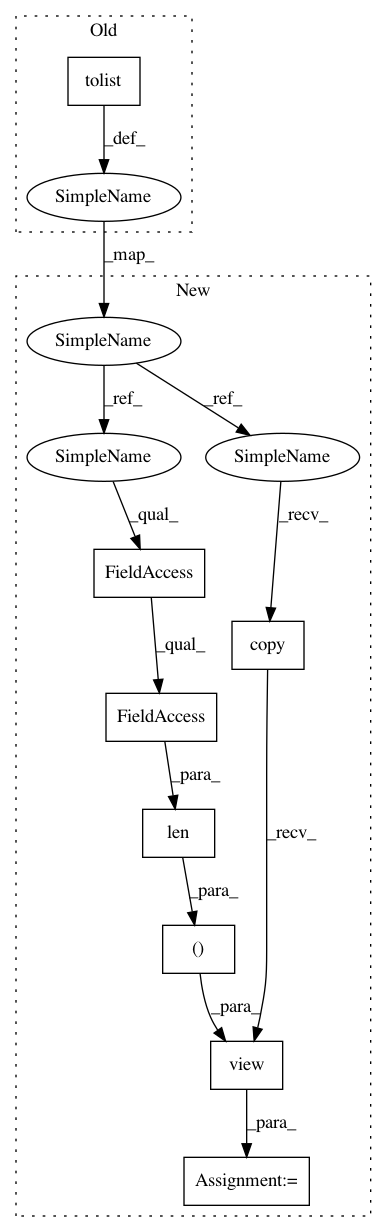 Old
tolist
_def_
SimpleName
_map_
New
SimpleName
_ref_
_ref_
SimpleName
SimpleName
_qual_
_recv_
FieldAccess
copy
_qual_
FieldAccess
_para_
len
_recv_
_para_
()
_para_
view
_para_
Assignment:=